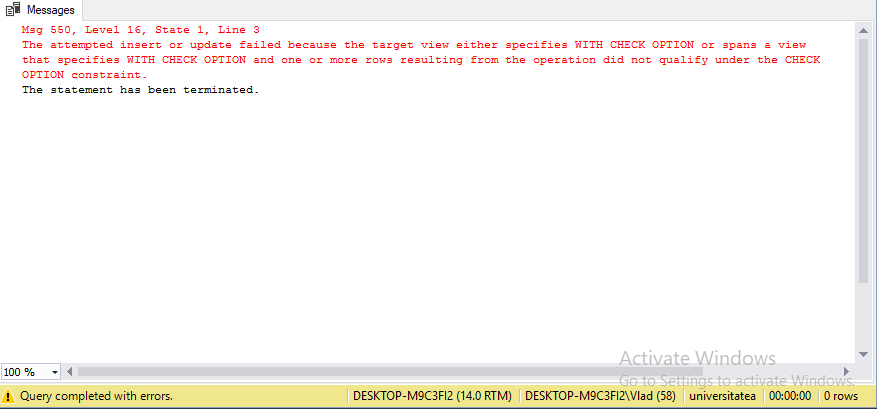 Messages
Msg 550, Level 16, State 1, Line 3
The attempted insert or update failed because the target view either specifies WITH CHECK OPTION or spans a view
that specifies WITH CHECK OPTION and one or more rows resulting from the operation did not qualify under the CHECK
OPTION constraint.
The statement has been terminated.
Activate Windows
Go to Settings to activate Windows.
100 %
Query completed with errors.
DESKTOP-M9C3FI2 (14.0 RTM)
DESKTOP-M9C3FI2\Vlad (58)
universitatea
00:00:00
0 rows